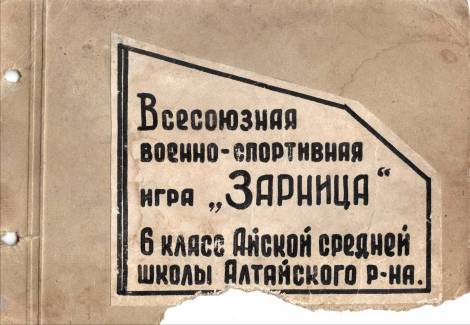 Всесоюзная
военно-спортивная
игра „Зарница“
6 класс Айской средней
школы Алтайского р-на.